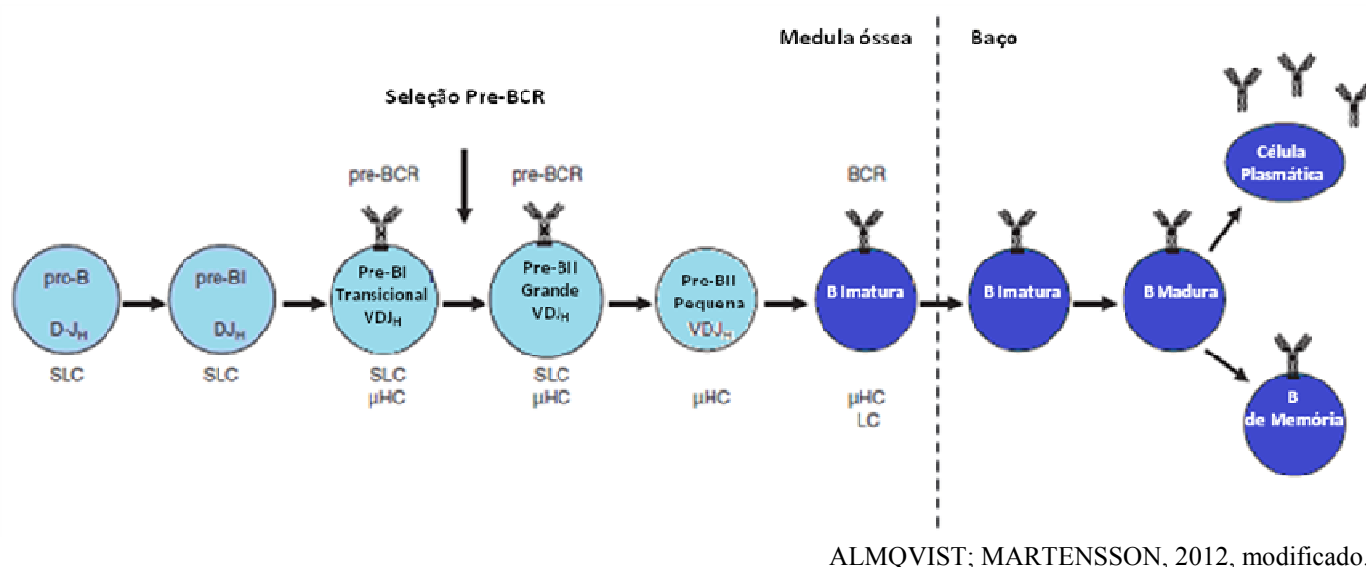 Medula óssea
Baço
Seleção Pre-BCR
pre-BCR
pre-BCR
BCR
Célula
Plasmática
pro-B
D-JH
SLC
pre-BI
DJH
SLC
Pre-BI
Transicional
VDJH
SLC
µHC
Pre-BII
Grande
VDJH
SLC
µHC
Pre-BII
Pequena
VDJH
µHC
B Imatura
µHC
LC
B Imatura
B Madura
B
de Memória
ALMQVIST; MARTENSSON, 2012, modificado.